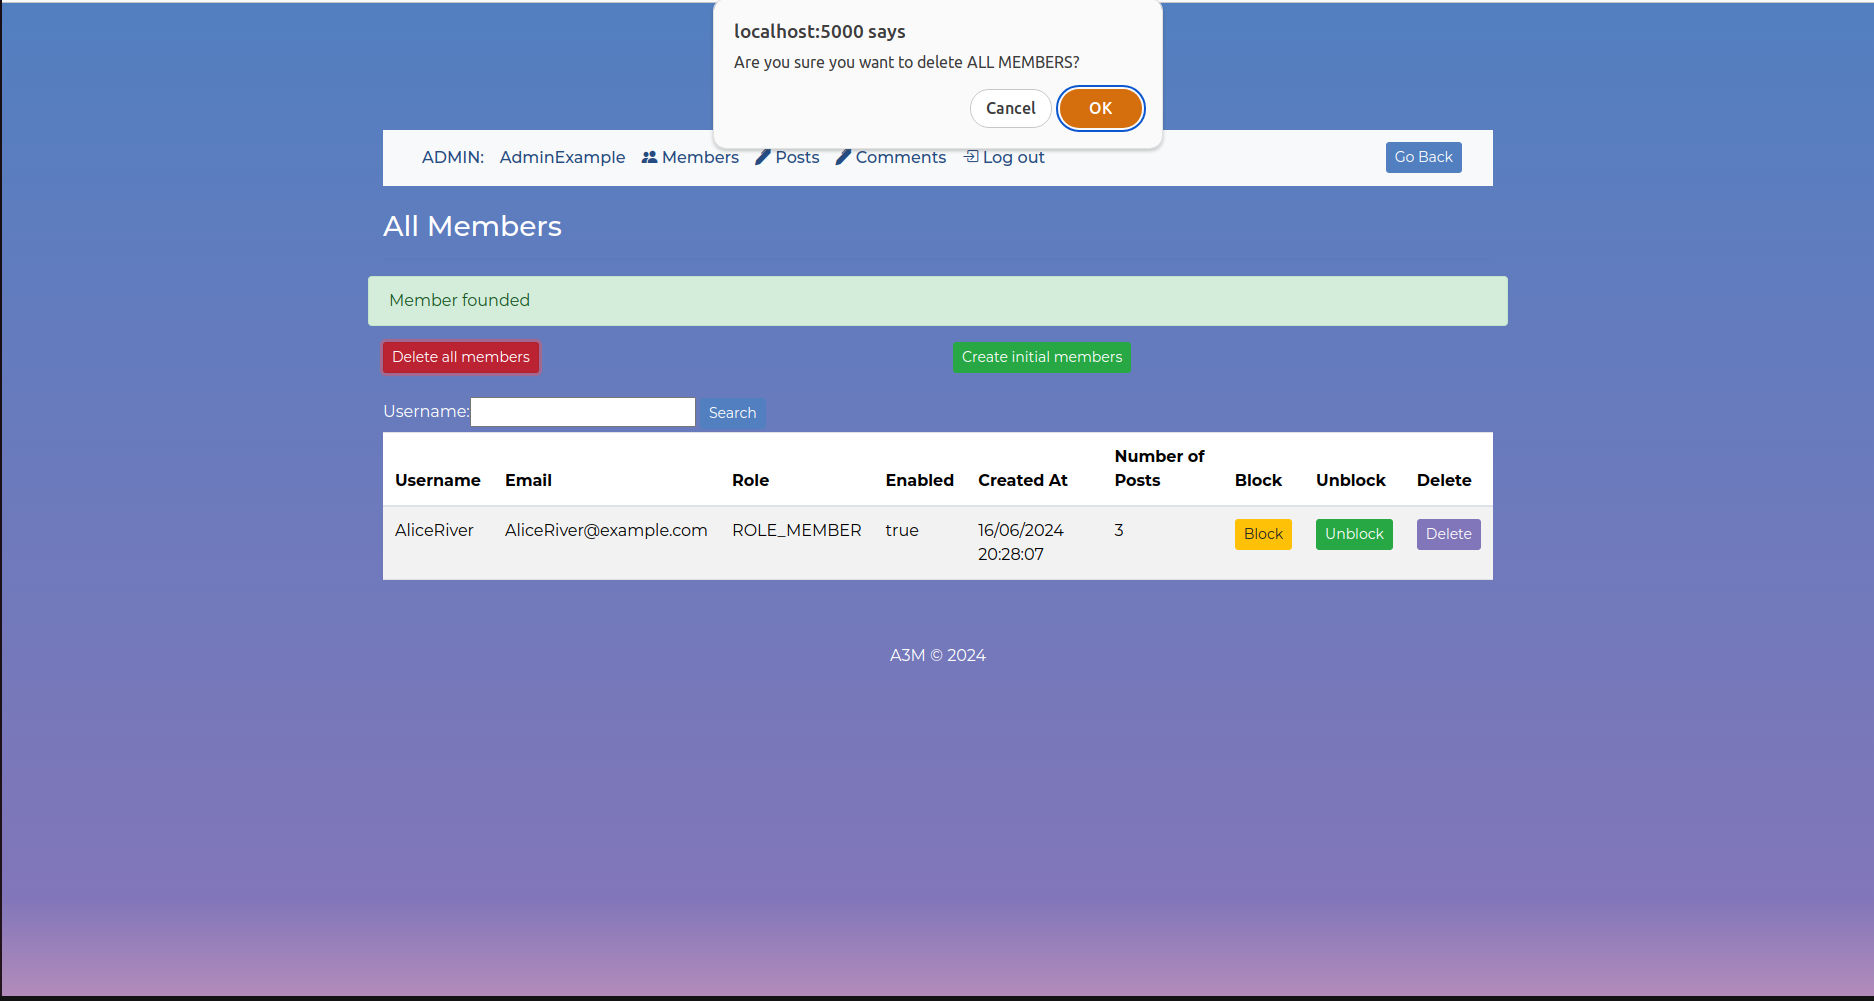 localhost:5000 says
Are you sure you want to delete ALL MEMBERS?
Cancel OK
ADMIN: AdminExample Members Posts Comments Log out Go Back
All Members
Member founded
Delete all members Create initial members
Username: Search
Username Email Role Enabled Created At Number of Posts Block Unblock Delete
AliceRiver AliceRiver@example.com ROLE_MEMBER true 16/06/2024 20:28:07 3 Block Unblock Delete
A3M © 2024